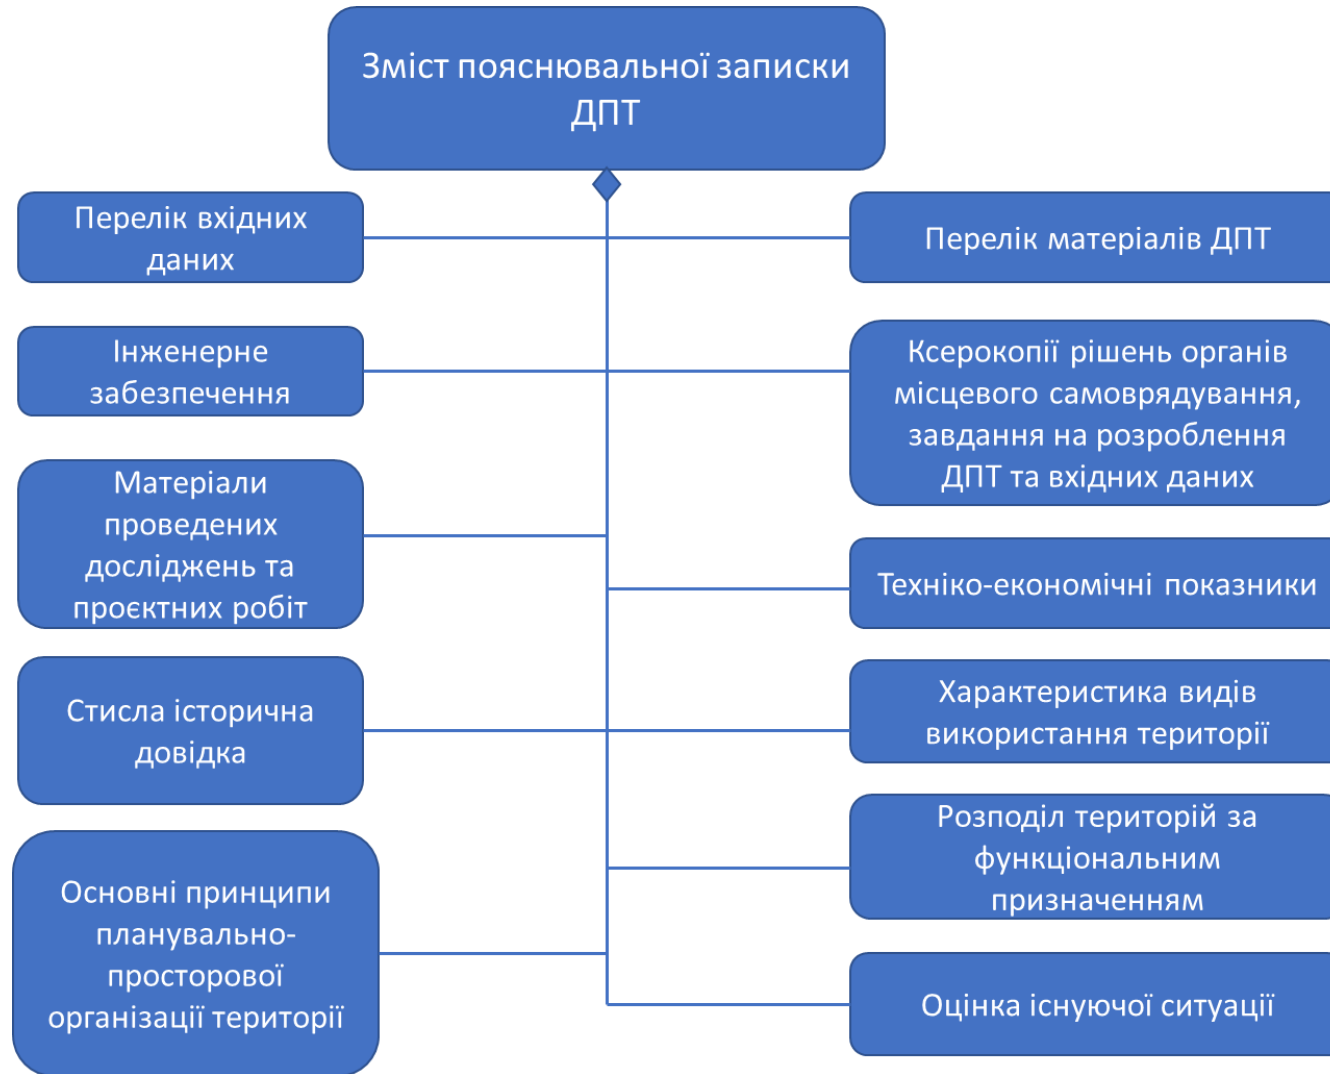 Зміст пояснювальної записки
ДПТ
Перелік вхідних
даних
Інженерне
забезпечення
Матеріали
проведених
досліджень та
проєктних робіт
Стисла історична
довідка
Основні принципи
планувально-
просторової
організації території
Перелік матеріалів ДПТ
Ксерокопії рішень органів
місцевого самоврядування,
завдання на розроблення
ДПТ та вхідних даних
Техніко-економічні показники
Характеристика видів
використання території
Розподіл територій за
функціональним
призначенням
Оцінка існуючої ситуації